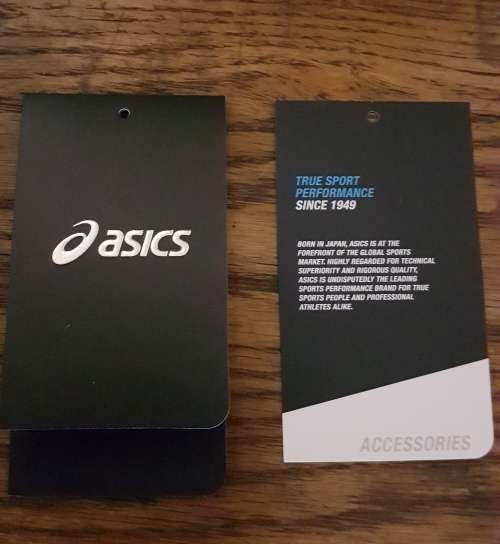 asics
TRUE SPORT
PERFORMANCE
SINCE 1949
BORN IN JAPAN, ASICS IS AT THE
FOREFRONT OF THE GLOBAL SPORTS
MARKET. HIGHLY REGARDED FOR TECHNICAL
SUPERIORITY AND RIGOROUS QUALITY,
ASICS IS UNDISPUTEDLY THE LEADING
SPORTS PERFORMANCE BRAND FOR TRUE
SPORTS PEOPLE AND PROFESSIONAL
ATHLETES ALIKE.
ACCESSORIES